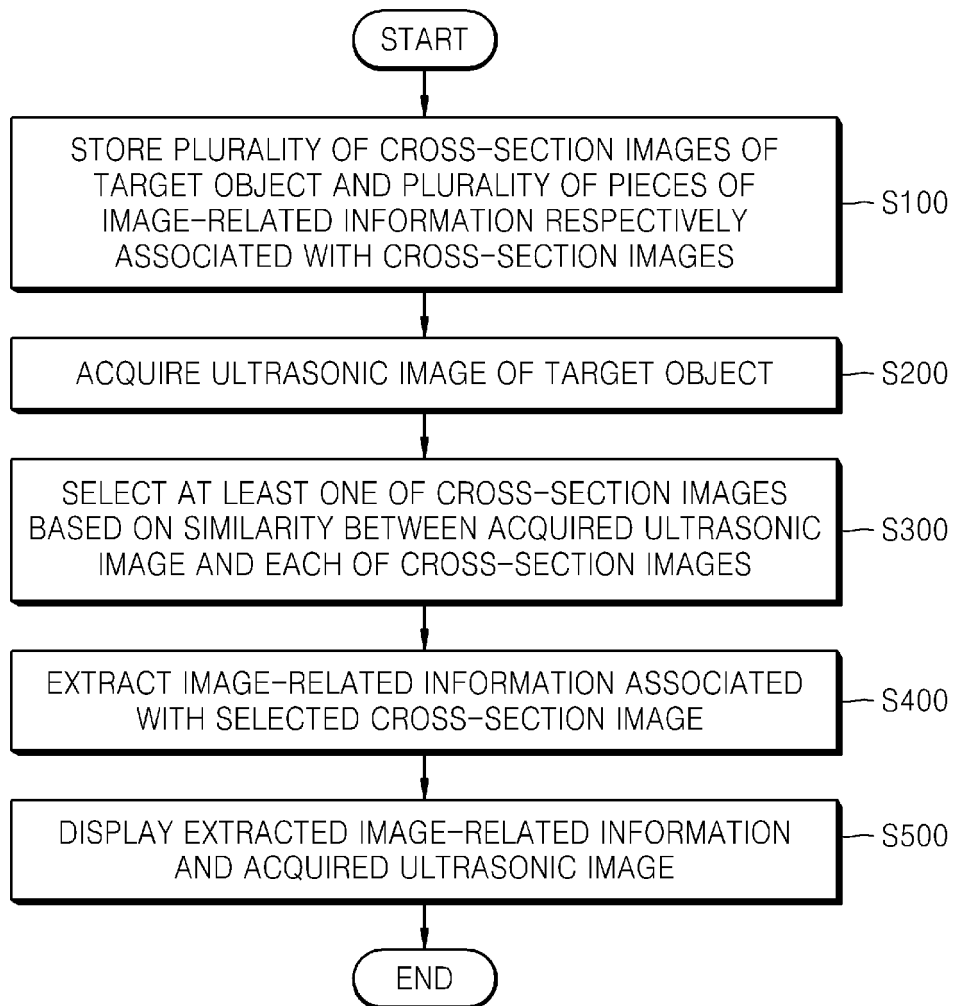 START
STORE PLURALITY OF CROSS-SECTION IMAGES OF
TARGET OBJECT AND PLURALITY OF PIECES OF
IMAGE-RELATED INFORMATION RESPECTIVELY
ASSOCIATED WITH CROSS-SECTION IMAGES
S100
ACQUIRE ULTRASONIC IMAGE OF TARGET OBJECT
S200
SELECT AT LEAST ONE OF CROSS-SECTION IMAGES
BASED ON SIMILARITY BETWEEN ACQUIRED ULTRASONIC
IMAGE AND EACH OF CROSS-SECTION IMAGES
S300
EXTRACT IMAGE-RELATED INFORMATION ASSOCIATED
WITH SELECTED CROSS-SECTION IMAGE
S400
DISPLAY EXTRACTED IMAGE-RELATED INFORMATION
AND ACQUIRED ULTRASONIC IMAGE
S500
END